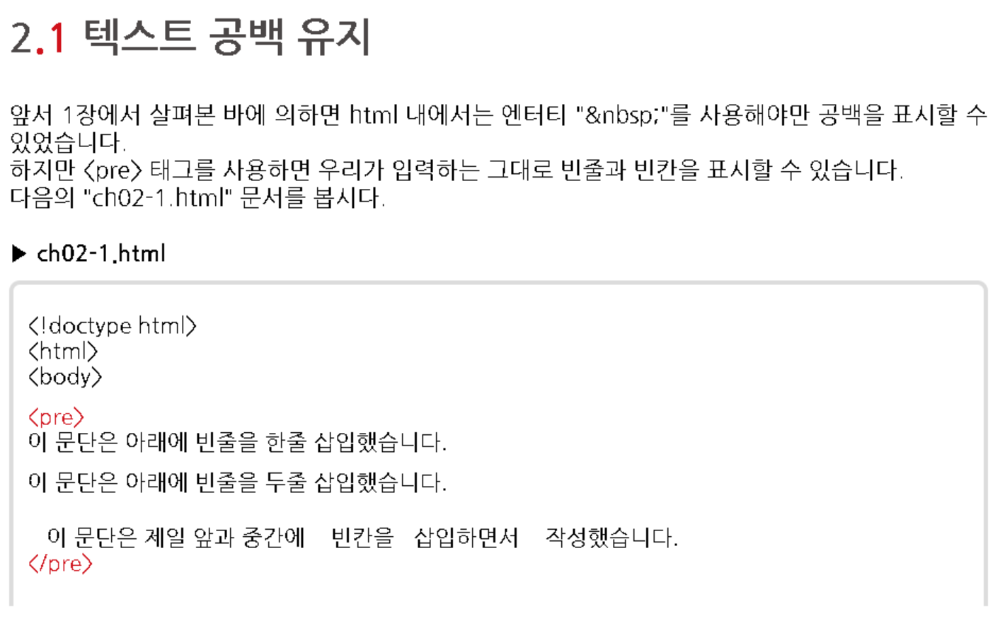 2.1 텍스트 공백 유지
앞서 1장에서 살펴본 바에 의하면 html 내에서는 엔터티 "&nbsp;"를 사용해야만 공백을 표시할 수
있었습니다.
하지만 <pre> 태그를 사용하면 우리가 입력하는 그대로 빈줄과 빈칸을 표시할 수 있습니다.
다음의 "ch02-1.html" 문서를 봅시다.
▶ ch02-1.html
<!doctype html>
<html>
<body>
<pre>
이 문단은 아래에 빈줄을 한줄 삽입했습니다.
이 문단은 아래에 빈줄을 두줄 삽입했습니다.
이 문단은 제일 앞과 중간에    빈칸을   삽입하면서    작성했습니다.
</pre>